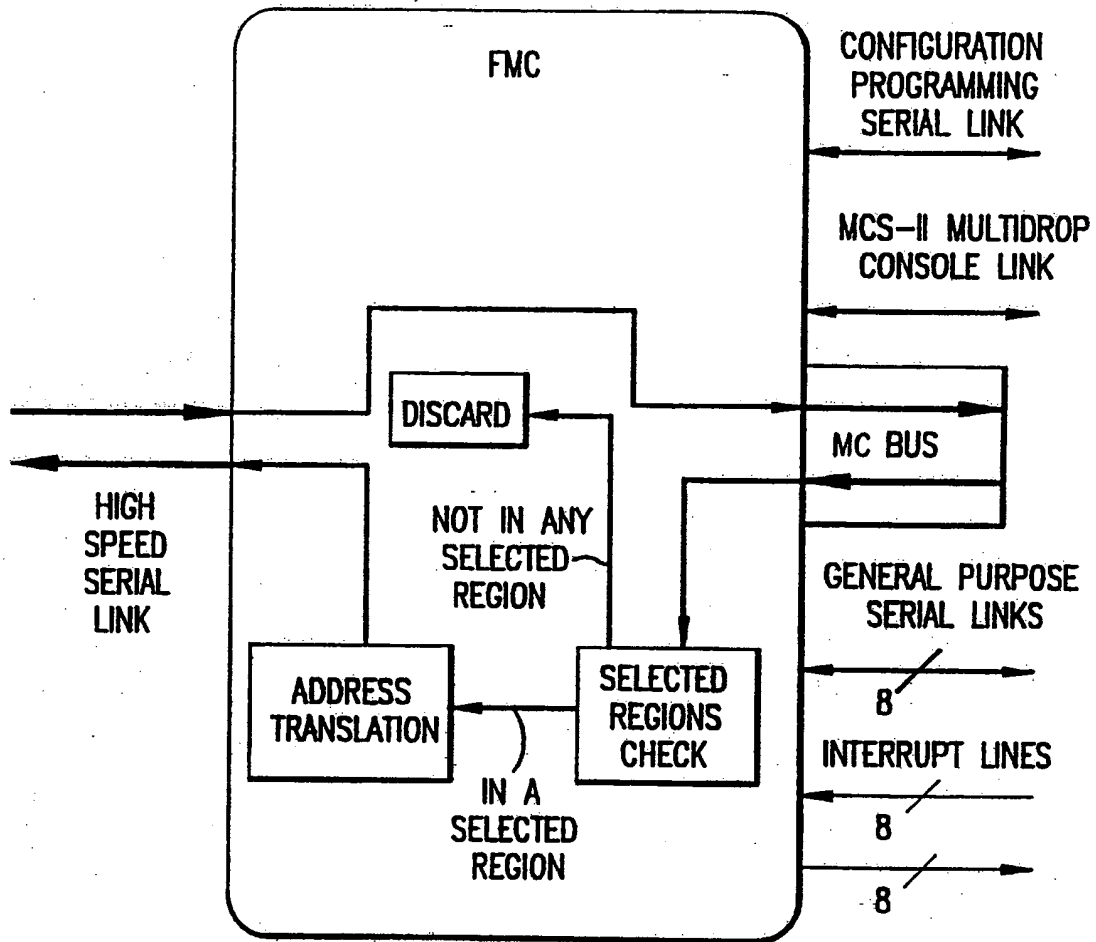 FMC
CONFIGURATION
PROGRAMMING
SERIAL LINK
MCS-II MULTIDROP
CONSOLE LINK
DISCARD
MC BUS
HIGH
SPEED
SERIAL
LINK
NOT IN ANY
SELECTED
REGION
GENERAL PURPOSE
SERIAL LINKS
8
ADDRESS
TRANSLATION
SELECTED
REGIONS
CHECK
IN A
SELECTED
REGION
INTERRUPT LINES
8
8